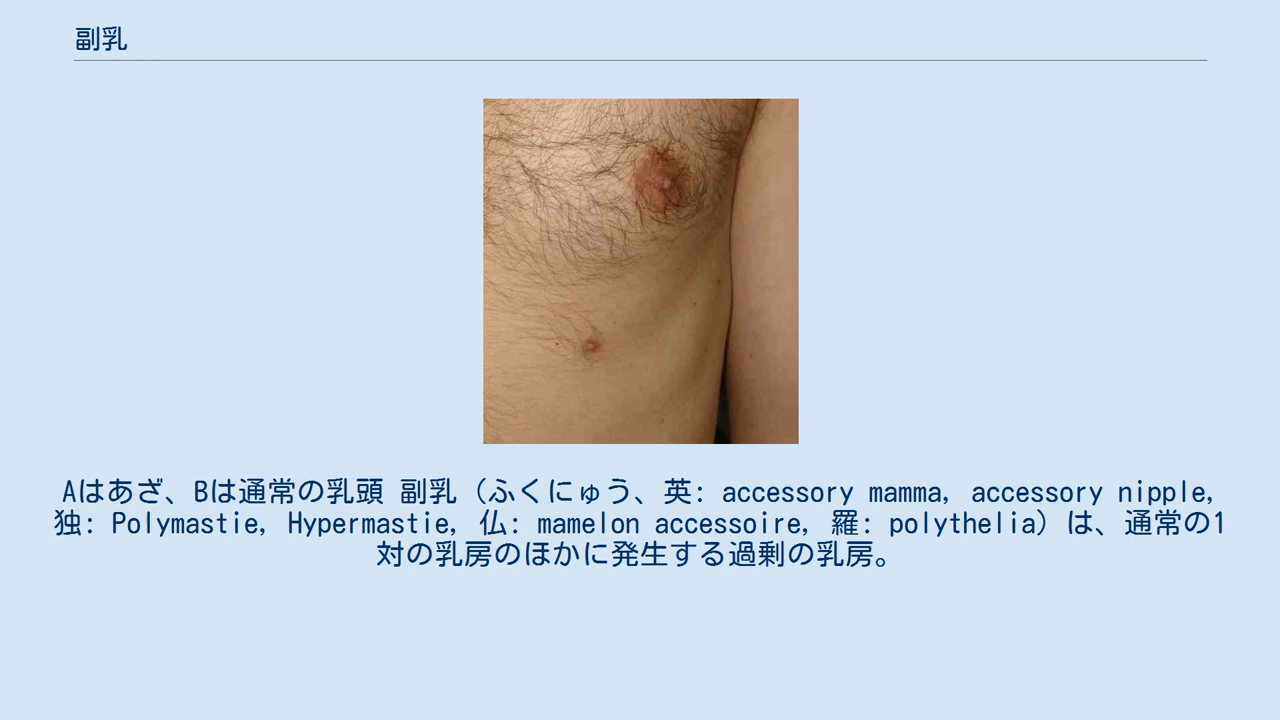 副乳
Aはあざ、Bは通常の乳頭 副乳（ふくにゅう、英: accessory mamma, accessory nipple,
独: Polymastie, Hypermastie, 仏: mamelon accessoire, 羅: polythelia）は、通常の1
対の乳房のほかに発生する過剰の乳房。